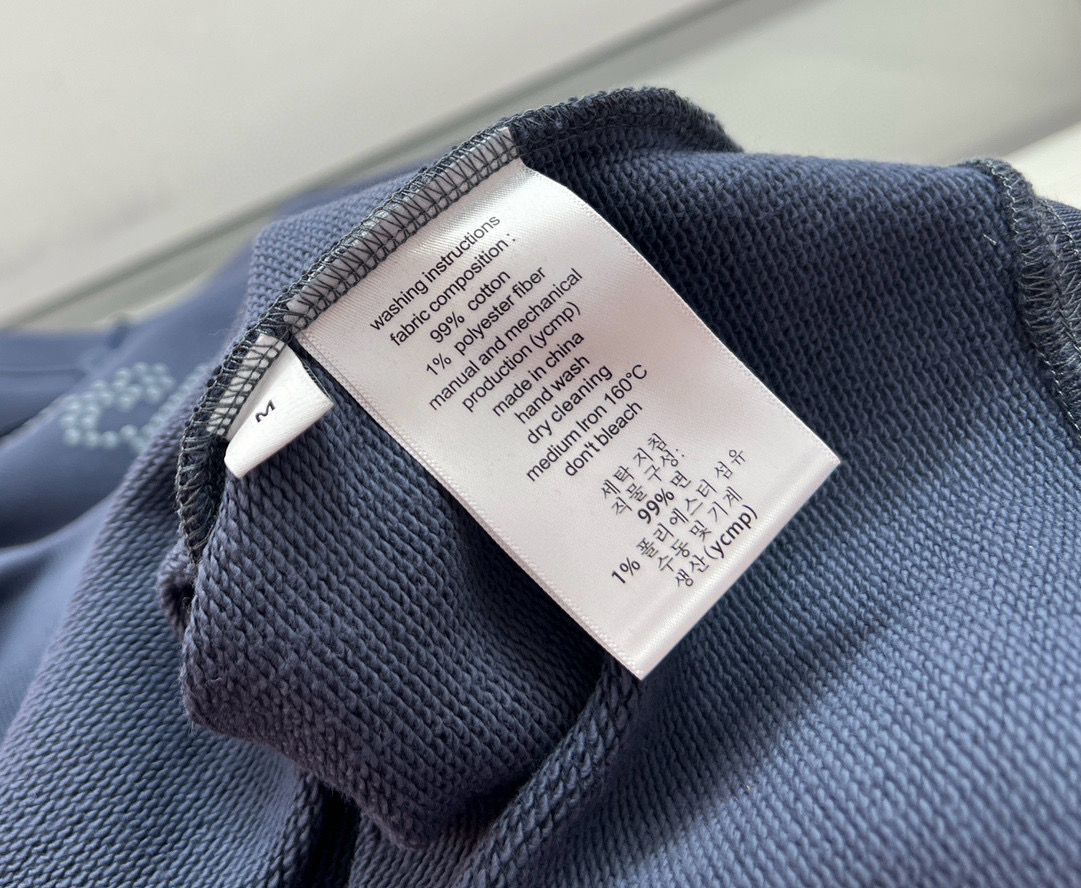 washing instructions
fabric composition :
99% cotton
1% polyester fiber
manual and mechanical
production (ycmp)
made in china
hand wash
dry cleaning
medium Iron 160°C
don't bleach
세탁 지침
직물 구성:
99% 면
1% 폴리에스터 섬유
수동 및 기계
생산 (ycmp)
M